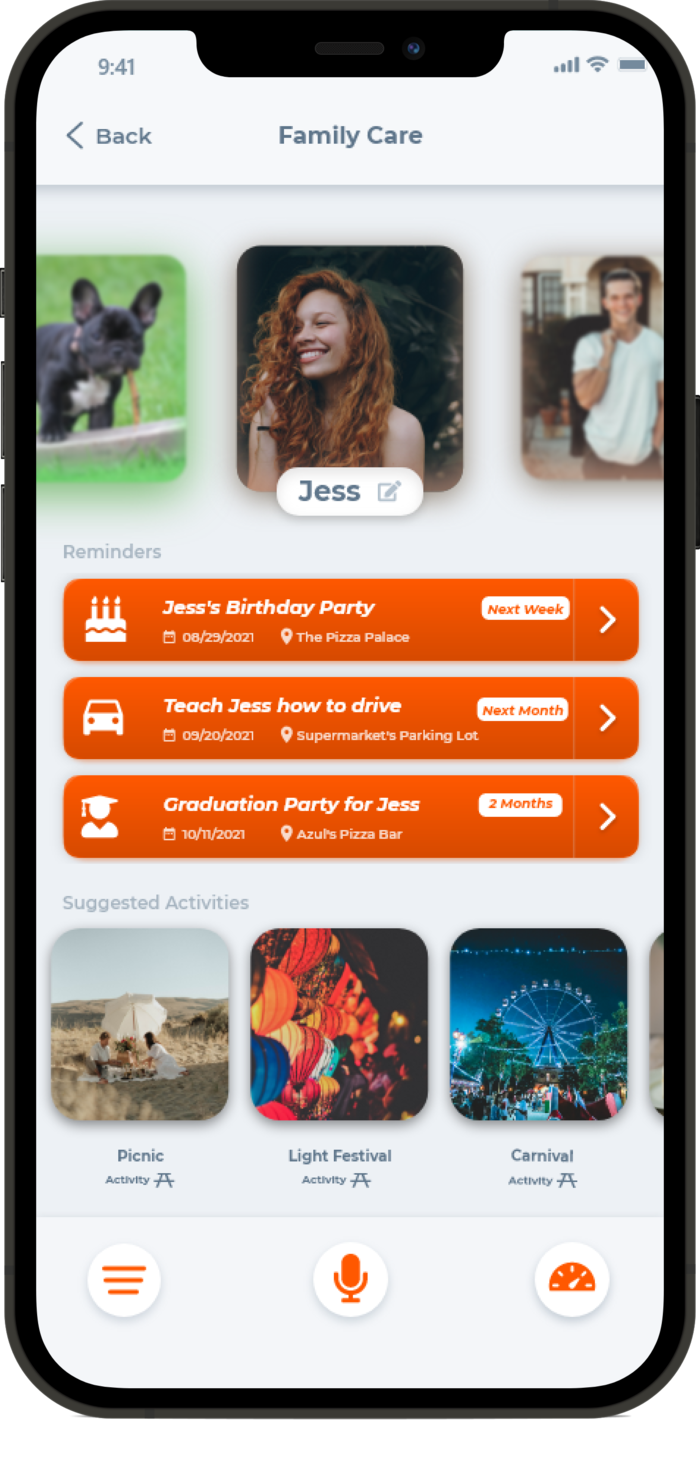 9:41
Back
Family Care
Jess
Reminders
Jess's Birthday Party
Next Week
08/29/2021
The Pizza Palace
Teach Jess how to drive
Next Month
09/20/2021
Supermarket's Parking Lot
Graduation Party for Jess
2 Months
10/11/2021
Azul's Pizza Bar
Suggested Activities
Picnic
Light Festival
Carnival
Activity
Activity
Activity